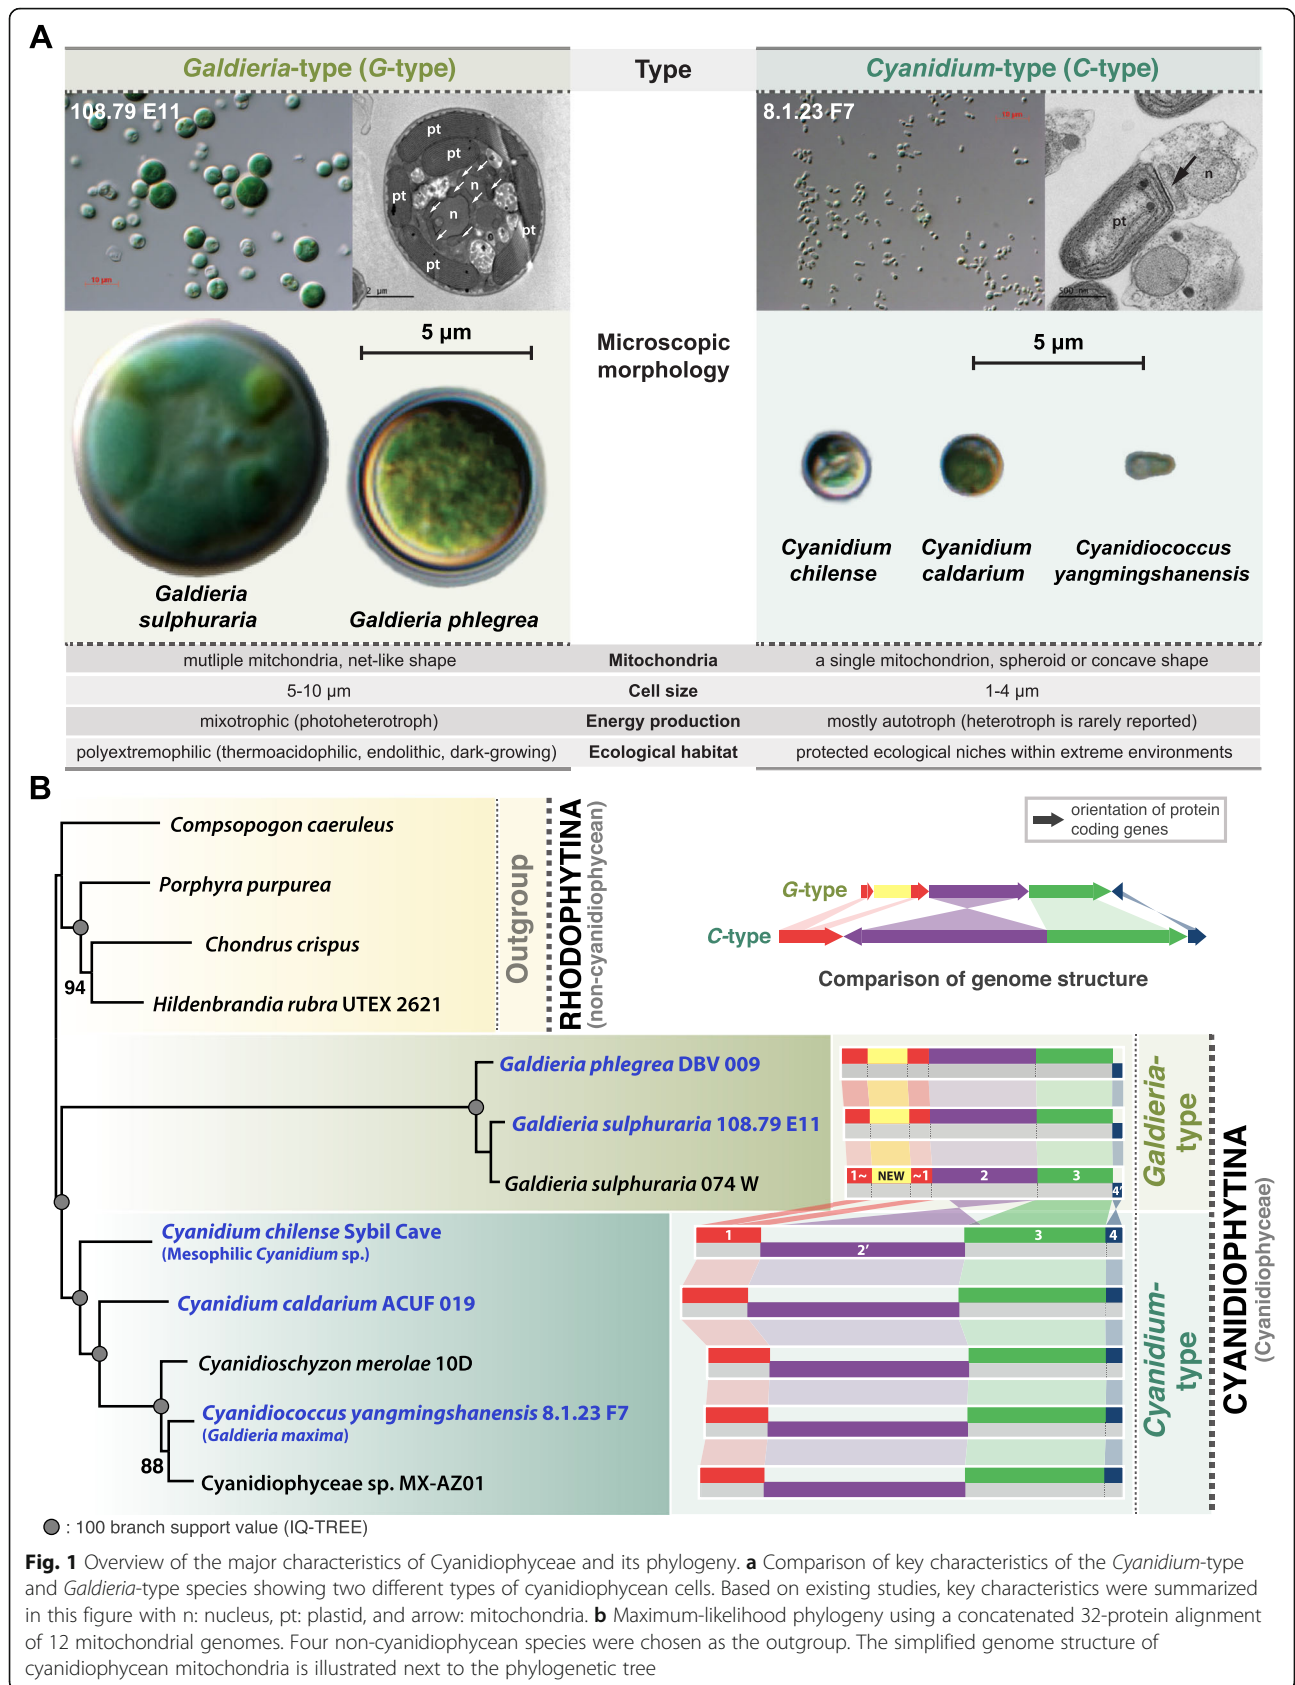 A
Galdieria-type (G-type)
Type
Cyanidium-type (C-type)
108.79 E11
10 µm
pt
pt
n
pt
n
pt
pt
2 µm
8.1.23 F7
10 µm
n
pt
500 nm
5 µm
Microscopic
morphology
5 µm
Galdieria
sulphuraria
Galdieria phlegrea
Cyanidium
chilense
Cyanidium
caldarium
Cyanidiococcus
yangmingshanensis
mutliple mitchondria, net-like shape
Mitochondria
a single mitochondrion, spheroid or concave shape
5-10 µm
Cell size
1-4 µm
mixotrophic (photoheterotroph)
Energy production
mostly autotroph (heterotroph is rarely reported)
polyextremophilic (thermoacidophilic, endolithic, dark-growing)
Ecological habitat
protected ecological niches within extreme environments
B
Compsopogon caeruleus
Porphyra purpurea
Chondrus crispus
94
Hildenbrandia rubra UTEX 2621
Outgroup
RHODOPHYTINA
(non-cyanidiophycean)
orientation of protein
coding genes
G-type
C-type
Comparison of genome structure
Galdieria phlegrea DBV 009
Galdieria sulphuraria 108.79 E11
Galdieria sulphuraria 074 W
1~
NEW
~1
2
3
4'
Galdieria-
type
Cyanidium chilense Sybil Cave
(Mesophilic Cyanidium sp.)
1
2'
3
4
Cyanidium caldarium ACUF 019
Cyanidioschyzon merolae 10D
Cyanidiococcus yangmingshanensis 8.1.23 F7
(Galdieria maxima)
88
Cyanidiophyceae sp. MX-AZ01
Cyanidium-
type
CYANIDIOPHYTINA
(Cyanidiophyceae)
: 100 branch support value (IQ-TREE)
Fig. 1 Overview of the major characteristics of Cyanidiophyceae and its phylogeny. a Comparison of key characteristics of the Cyanidium-type
and Galdieria-type species showing two different types of cyanidiophycean cells. Based on existing studies, key characteristics were summarized
in this figure with n: nucleus, pt: plastid, and arrow: mitochondria. b Maximum-likelihood phylogeny using a concatenated 32-protein alignment
of 12 mitochondrial genomes. Four non-cyanidiophycean species were chosen as the outgroup. The simplified genome structure of
cyanidiophycean mitochondria is illustrated next to the phylogenetic tree